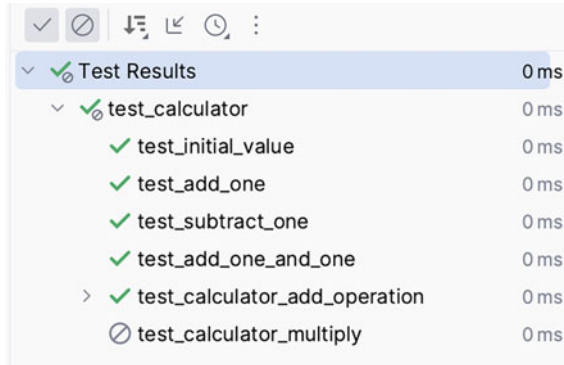 Test Results 0 ms
test_calculator 0 ms
test_initial_value 0 ms
test_add_one 0 ms
test_subtract_one 0 ms
test_add_one_and_one 0 ms
test_calculator_add_operation 0 ms
test_calculator_multiply 0 ms